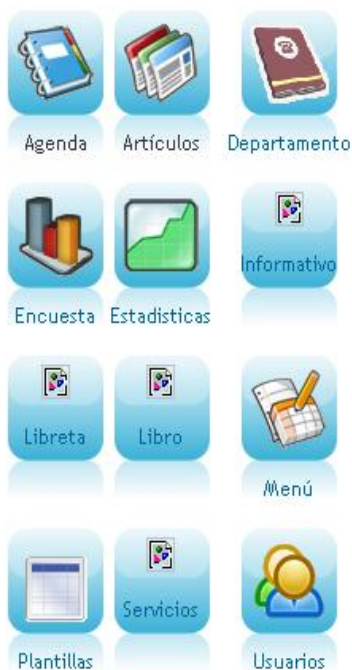 Agenda
Artículos
Departamento
Encuesta
Estadisticas
Informativo
Libreta
Libro
Menú
Plantillas
Servicios
Usuarios